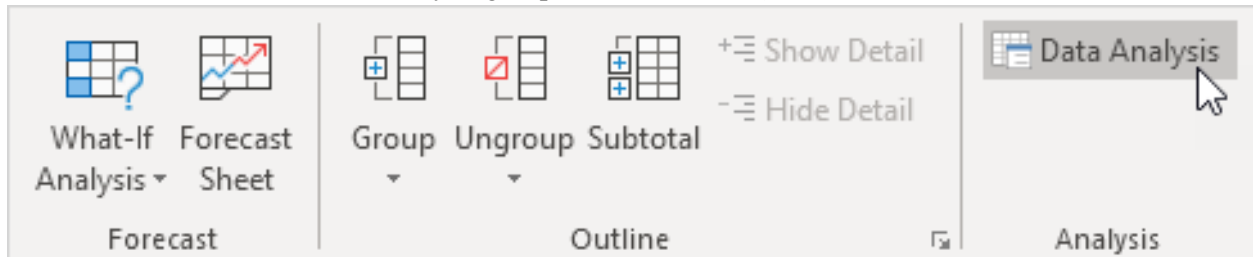 What-If Analysis
Forecast Sheet
Group
Ungroup
Subtotal
Show Detail
Hide Detail
Data Analysis
Forecast
Outline
Analysis